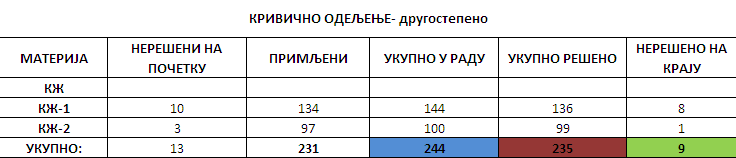 КРИВИЧНО ОДЕЉЕЊЕ- другостепено
МАТЕРИЈА НЕРЕШЕНИ НА ПОЧЕТКУ ПРИМЉЕНИ УКУПНО У РАДУ УКУПНО РЕШЕНО НЕРЕШЕНО НА КРАЈУ
КЖ
КЖ-1 10 134 144 136 8
КЖ-2 3 97 100 99 1
УКУПНО: 13 231 244 235 9